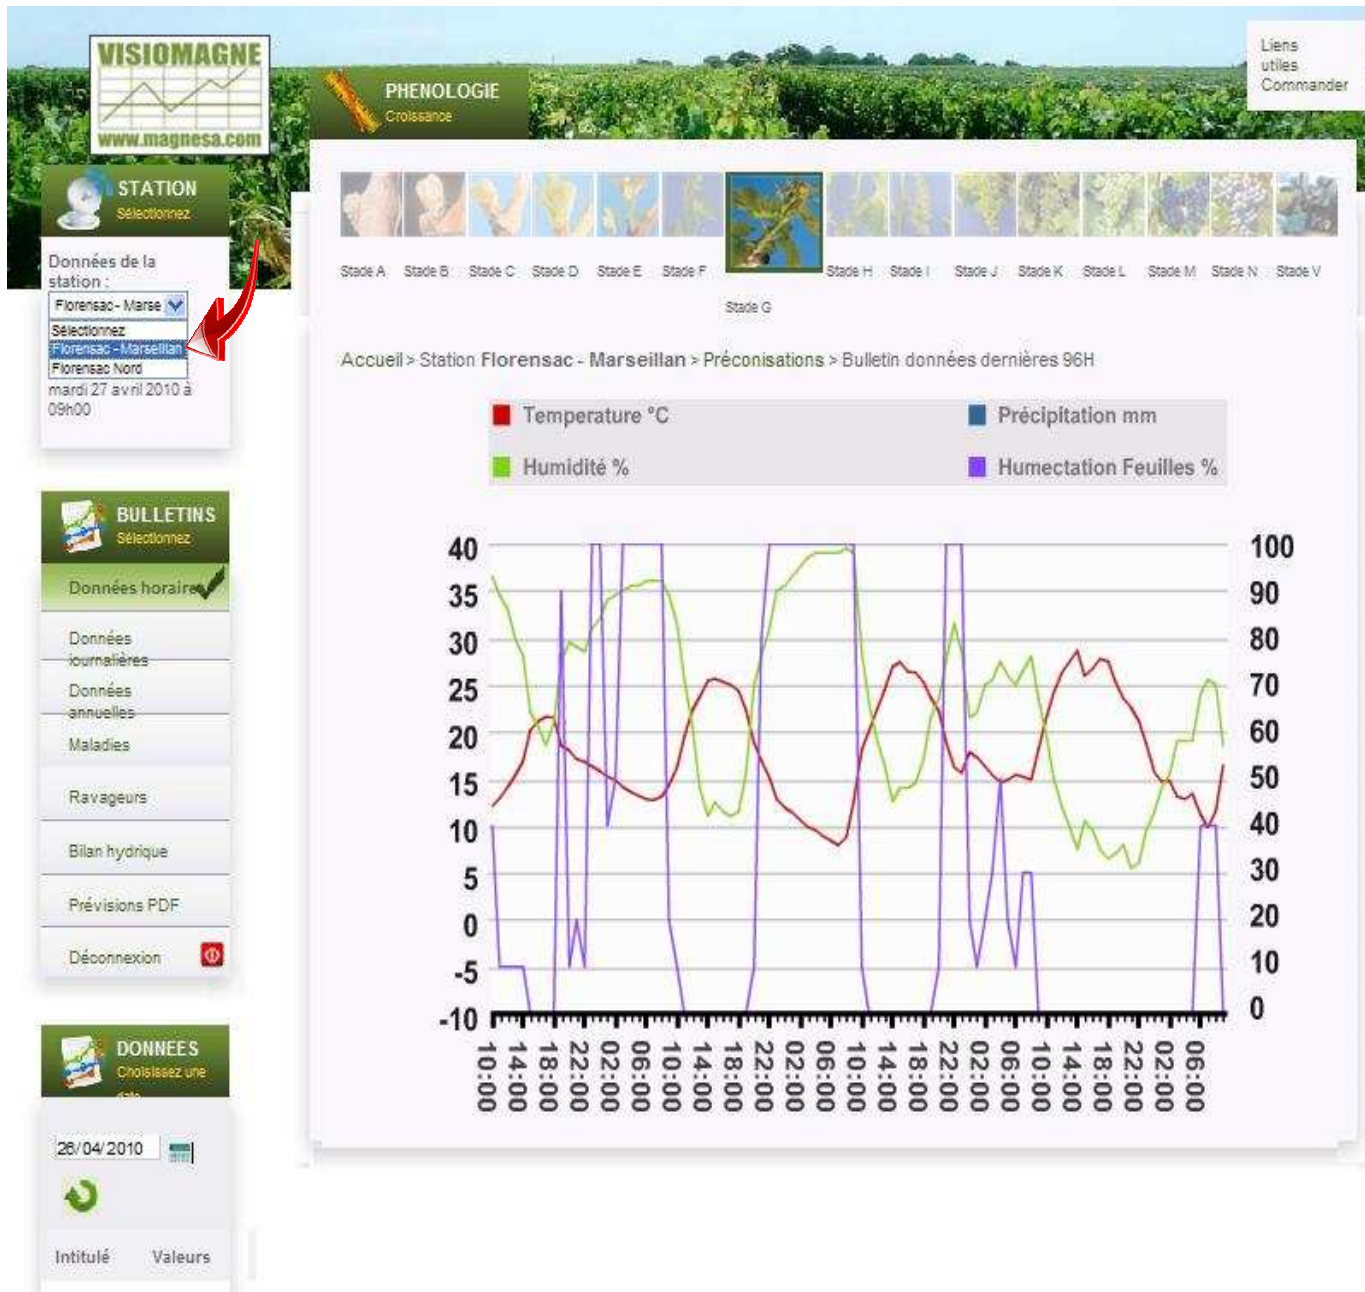 VISIOMAGNE
www.magnesa.com
Liens
utiles
Commander
PHENOLOGIE
Croissance
STATION
Sélectionnez
Données de la
station :
Florensac - Marse
Sélectionnez
Florensac - Marseillan
Florensac Nord
mardi 27 avril 2010 à
09h00
Stade A Stade B Stade C Stade D Stade E Stade F Stade H Stade I Stade J Stade K Stade L Stade M Stade N Stade V
Stade G
Accueil > Station Florensac - Marseillan > Préconisations > Bulletin données dernières 96H
Temperature °C
Précipitation mm
Humidité %
Humectation Feuilles %
BULLETINS
Sélectionnez
Données horaires
Données
journalières
Données
annuelles
Maladies
Ravageurs
Bilan hydrique
Prévisions PDF
Déconnexion
40
35
30
25
20
15
10
5
0
-5
-10
100
90
80
70
60
50
40
30
20
10
0
10:00
14:00
18:00
22:00
02:00
06:00
10:00
14:00
18:00
22:00
02:00
06:00
10:00
14:00
18:00
22:00
02:00
06:00
10:00
14:00
18:00
22:00
02:00
06:00
DONNEES
Choisissez une
date
26/04/2010
Intitulé Valeurs